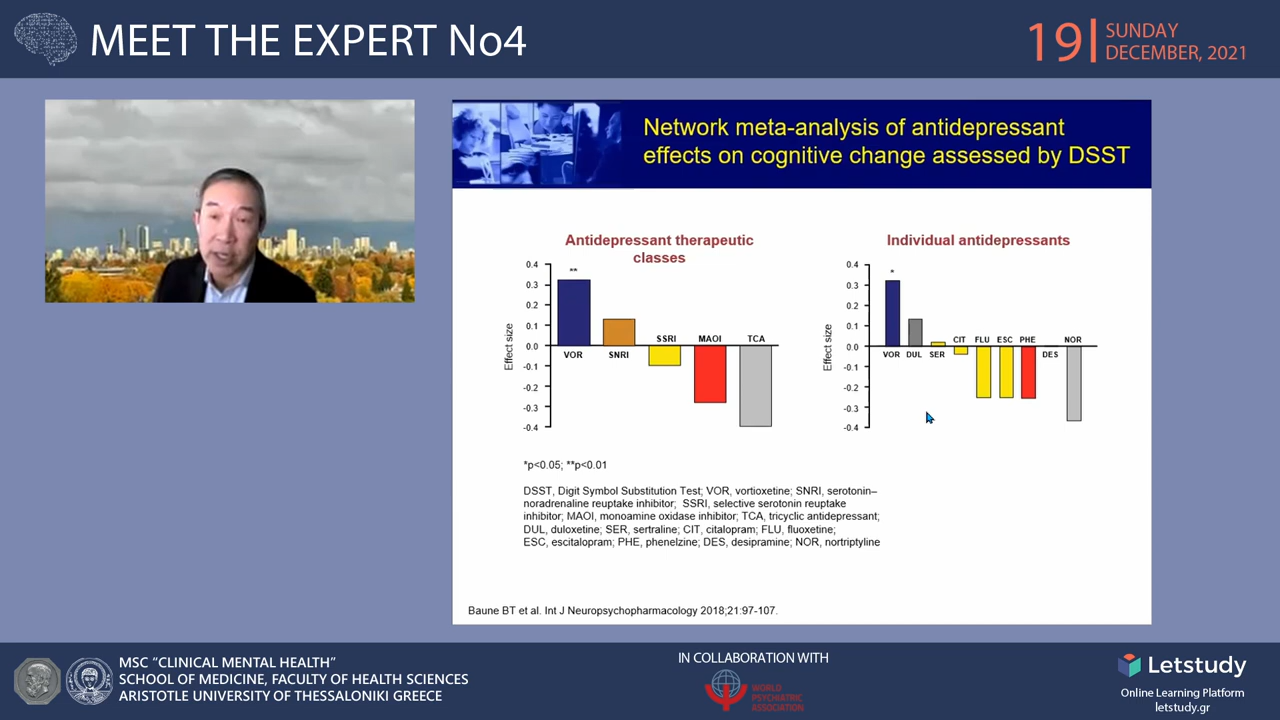 MEET THE EXPERT No4
19
SUNDAY
DECEMBER, 2021
Network meta-analysis of antidepressant
effects on cognitive change assessed by DSST
Antidepressant therapeutic
classes
Effect size
0.4
0.3
0.2
0.1
0.0
-0.1
-0.2
-0.3
-0.4
**
VOR
SNRI
SSRI
MAOI
TCA
Individual antidepressants
Effect size
0.4
0.3
0.2
0.1
0.0
-0.1
-0.2
-0.3
-0.4
*
VOR
DUL
SER
CIT
FLU
ESC
PHE
DES
NOR
*p<0.05; **p<0.01
DSST, Digit Symbol Substitution Test; VOR, vortioxetine; SNRI, serotonin–
noradrenaline reuptake inhibitor; SSRI, selective serotonin reuptake
inhibitor; MAOI, monoamine oxidase inhibitor; TCA, tricyclic antidepressant;
DUL, duloxetine; SER, sertraline; CIT, citalopram; FLU, fluoxetine;
ESC, escitalopram; PHE, phenelzine; DES, desipramine; NOR, nortriptyline
Baune BT et al. Int J Neuropsychopharmacology 2018;21:97-107.
MSC “CLINICAL MENTAL HEALTH”
SCHOOL OF MEDICINE, FACULTY OF HEALTH SCIENCES
ARISTOTLE UNIVERSITY OF THESSALONIKI GREECE
IN COLLABORATION WITH
WORLD
PSYCHIATRIC
ASSOCIATION
Letstudy
Online Learning Platform
letstudy.gr